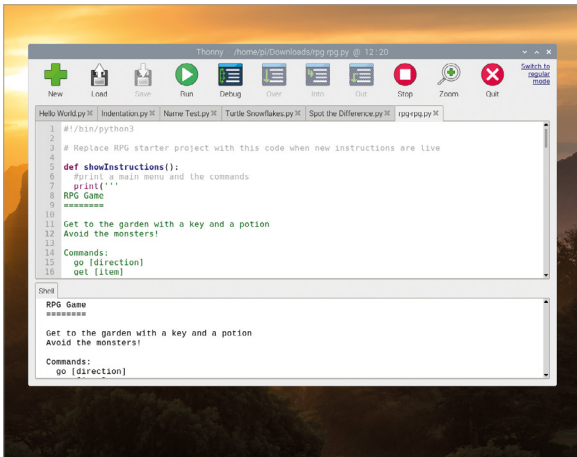 Thonny /home/pi/Downloads/rpg-rpg.py @ 12:20
New Load Save Run Debug Over Into Out Stop Zoom Quit
Switch to
regular
mode
Hello World.py Indentation.py Name Test.py Turtle Snowflakes.py Spot the Difference.py rpg-rpg.py
1 #!/bin/python3
2
3 # Replace RPG starter project with this code when new instructions are live
4
5 def showInstructions():
6 #print a main menu and the commands
7 print('''
8 RPG Game
9 ========
10
11 Get to the garden with a key and a potion
12 Avoid the monsters!
13
14 Commands:
15 go [direction]
16 get [item]
Shell
RPG Game
========
Get to the garden with a key and a potion
Avoid the monsters!
Commands:
go [direction]